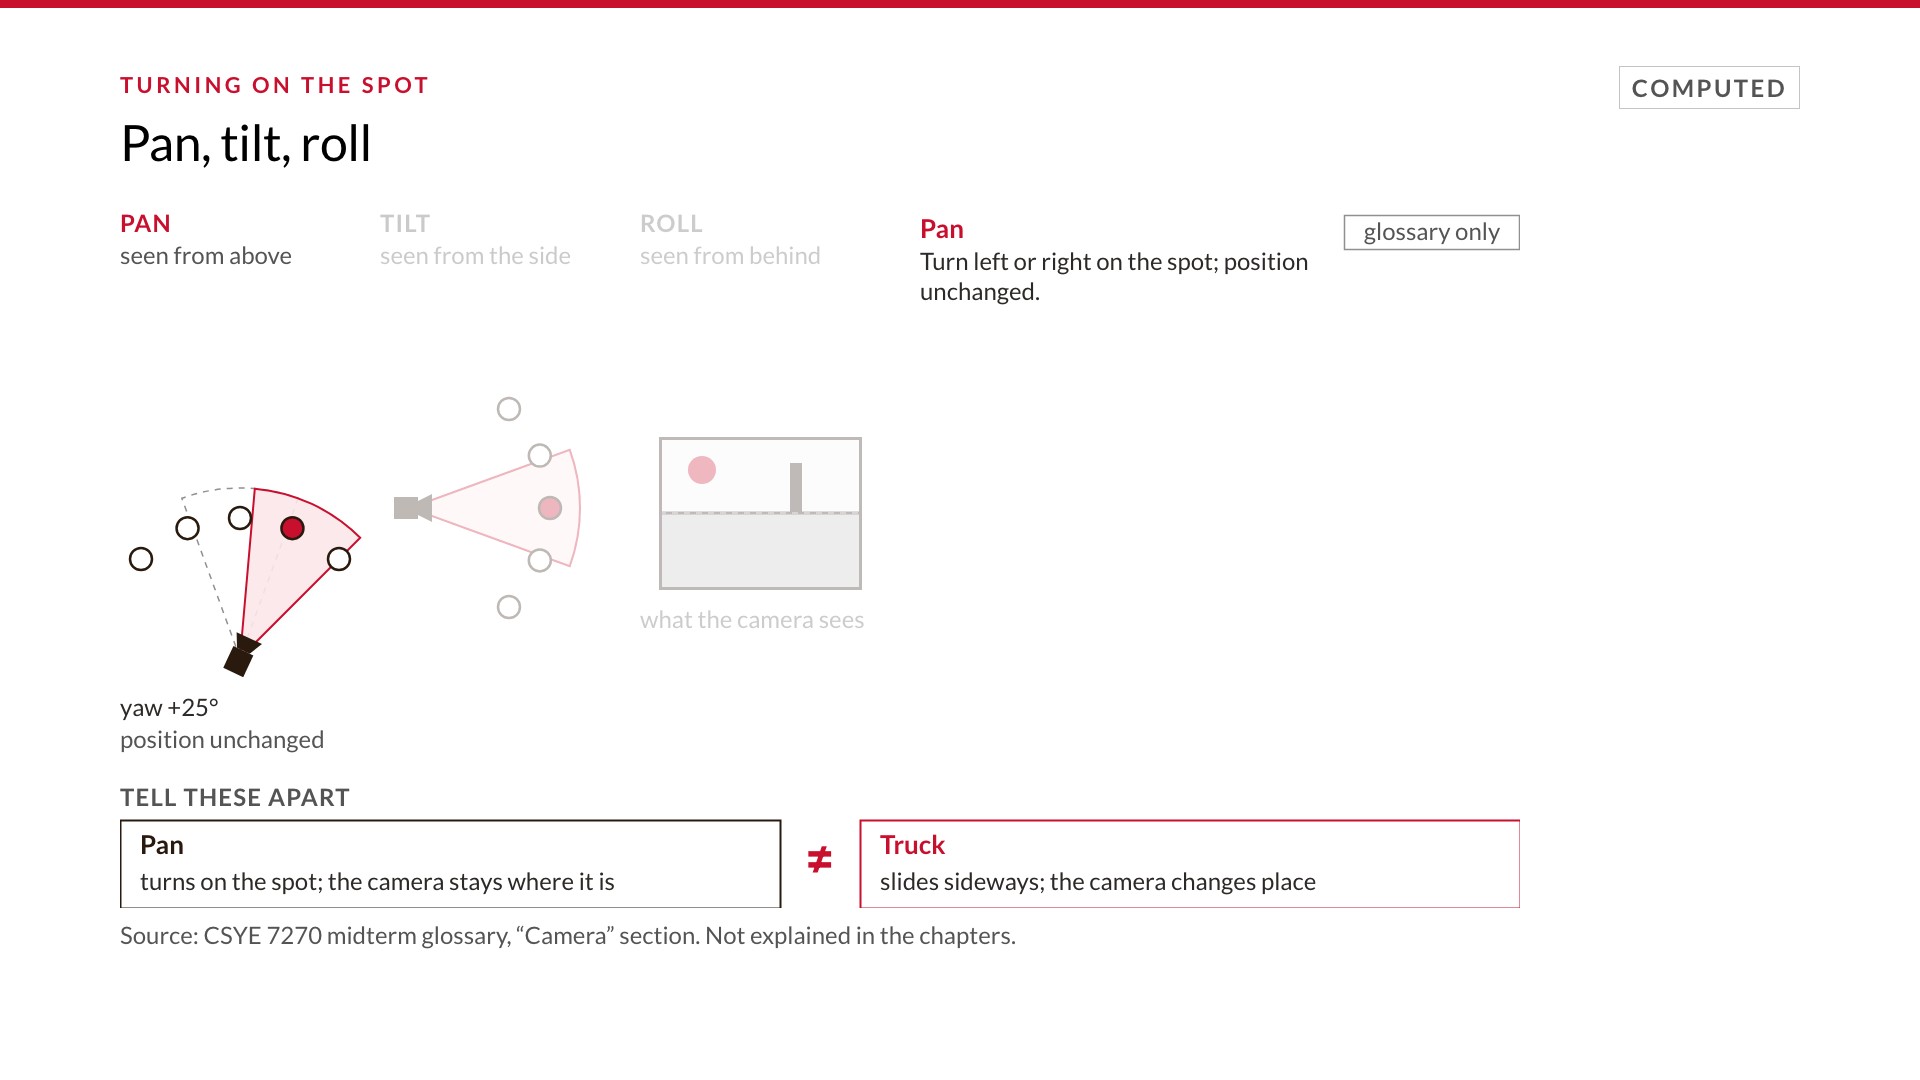 TURNING ON THE SPOT
COMPUTED
Pan, tilt, roll
PAN
seen from above
TILT
seen from the side
ROLL
seen from behind
Pan
glossary only
Turn left or right on the spot; position
unchanged.
what the camera sees
yaw +25°
position unchanged
TELL THESE APART
Pan
turns on the spot; the camera stays where it is
≠
Truck
slides sideways; the camera changes place
Source: CSYE 7270 midterm glossary, “Camera” section. Not explained in the chapters.